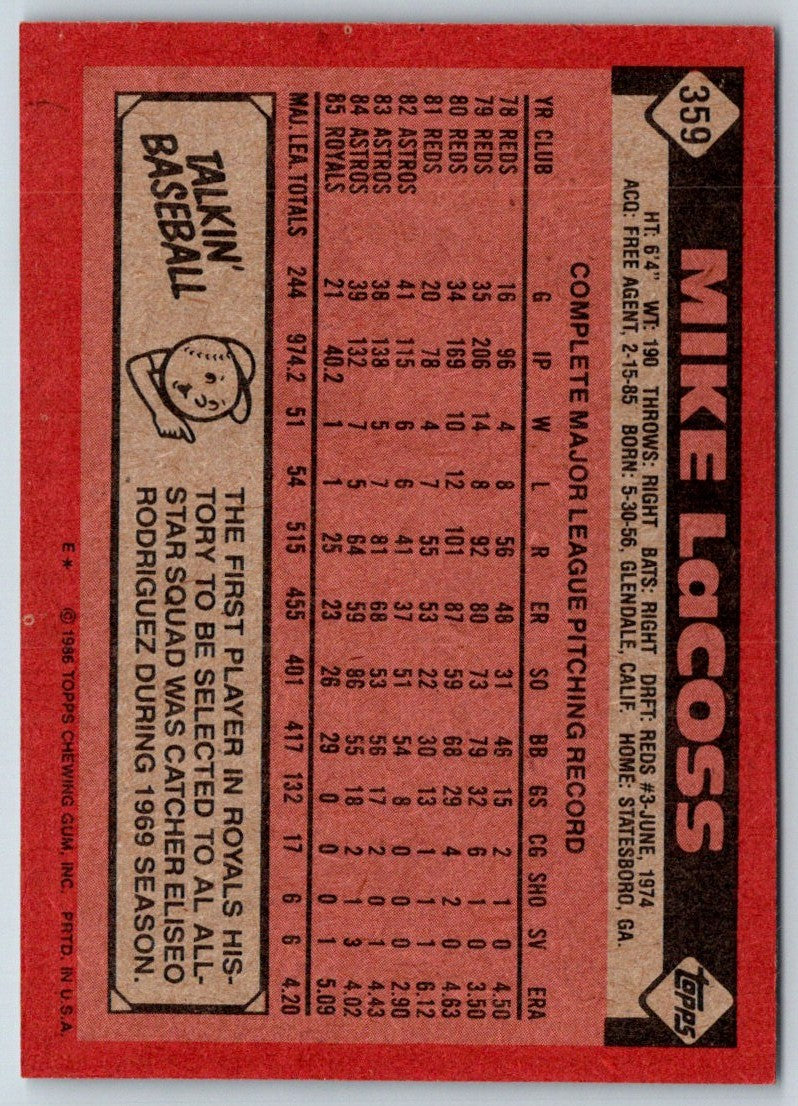 359
MIKE LaCOSS
topps
HT: 6'4" WT: 190 THROWS: RIGHT BATS: RIGHT DRFT: REDS #3-JUNE, 1974
ACQ: FREE AGENT, 2-15-85 BORN: 5-30-56, GLENDALE, CALIF. HOME: STATESBORO, GA.
COMPLETE MAJOR LEAGUE PITCHING RECORD
YR CLUB G IP W L R ER SO BB GS CG SHO SV ERA
78 REDS 16 96 4 8 56 48 31 46 15 2 1 0 4.50
79 REDS 35 206 14 8 92 80 73 79 32 6 1 0 3.50
80 REDS 34 169 10 12 101 87 59 68 29 4 2 0 4.63
81 REDS 20 78 4 7 55 53 22 30 13 1 1 1 6.12
82 ASTROS 41 115 6 6 41 37 51 54 8 0 0 0 2.90
83 ASTROS 38 138 5 7 81 68 53 56 17 2 0 1 4.43
84 ASTROS 39 132 7 5 64 59 86 55 18 2 1 3 4.02
85 ROYALS 21 40.2 1 1 25 23 26 29 0 0 0 1 5.09
MAJ. LEA. TOTALS 244 974.2 51 54 515 455 401 417 132 17 6 6 4.20
TALKIN'
BASEBALL
THE FIRST PLAYER IN ROYALS HIS-
TORY TO BE SELECTED TO AL ALL-
STAR SQUAD WAS CATCHER ELISEO
RODRIGUEZ DURING 1969 SEASON.
E * © 1986 TOPPS CHEWING GUM, INC. PRTD. IN U.S.A.